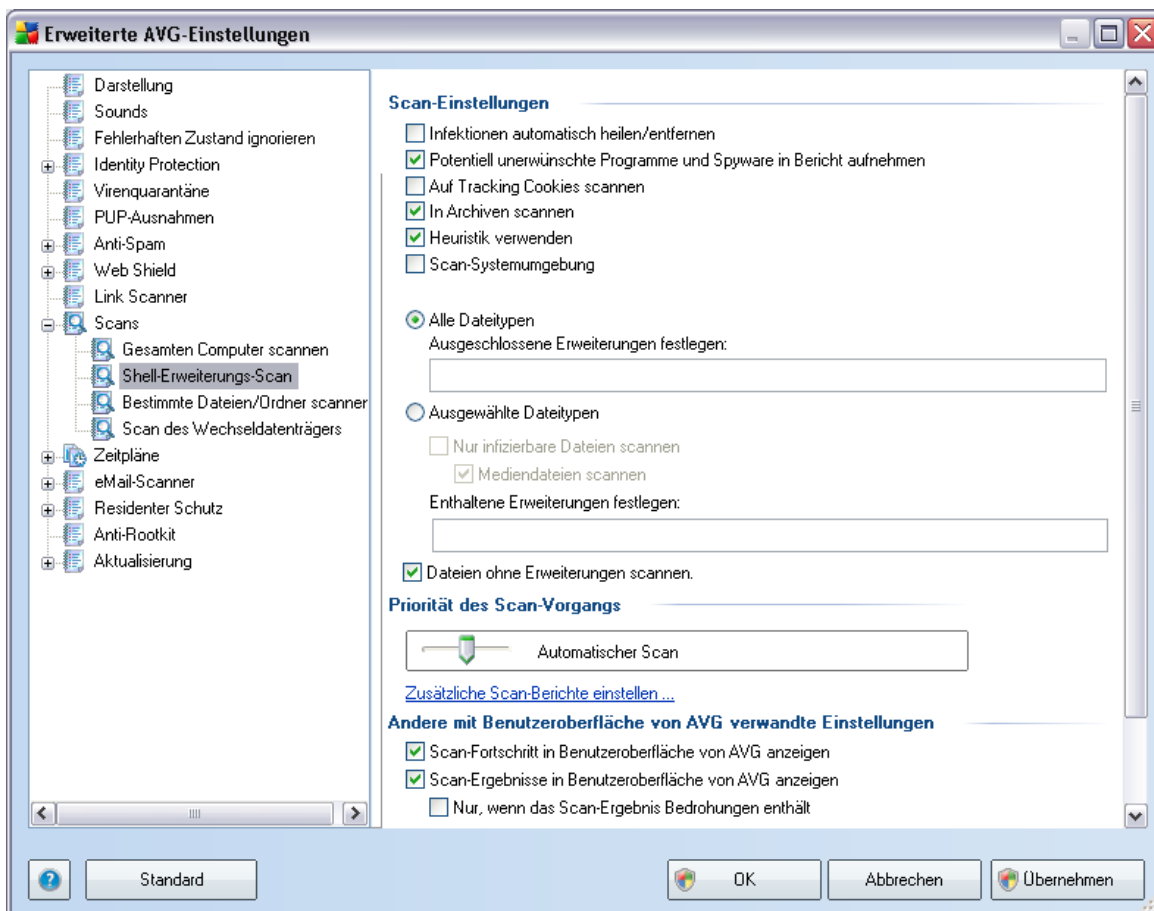 Erweiterte AVG-Einstellungen
Darstellung
Sounds
Fehlerhaften Zustand ignorieren
Identity Protection
Virenquarantäne
PUP-Ausnahmen
Anti-Spam
Web Shield
Link Scanner
Scans
Gesamten Computer scannen
Shell-Erweiterungs-Scan
Bestimmte Dateien/Ordner scanner
Scan des Wechseldatenträgers
Zeitpläne
eMail-Scanner
Residenter Schutz
Anti-Rootkit
Aktualisierung
Scan-Einstellungen
Infektionen automatisch heilen/entfernen
Potentiell unerwünschte Programme und Spyware in Bericht aufnehmen
Auf Tracking Cookies scannen
In Archiven scannen
Heuristik verwenden
Scan-Systemumgebung
Alle Dateitypen
Ausgeschlossene Erweiterungen festlegen:
Ausgewählte Dateitypen
Nur infizierbare Dateien scannen
Mediendateien scannen
Enthaltene Erweiterungen festlegen:
Dateien ohne Erweiterungen scannen.
Priorität des Scan-Vorgangs
Automatischer Scan
Zusätzliche Scan-Berichte einstellen ...
Andere mit Benutzeroberfläche von AVG verwandte Einstellungen
Scan-Fortschritt in Benutzeroberfläche von AVG anzeigen
Scan-Ergebnisse in Benutzeroberfläche von AVG anzeigen
Nur, wenn das Scan-Ergebnis Bedrohungen enthält
? Standard OK Abbrechen Übernehmen